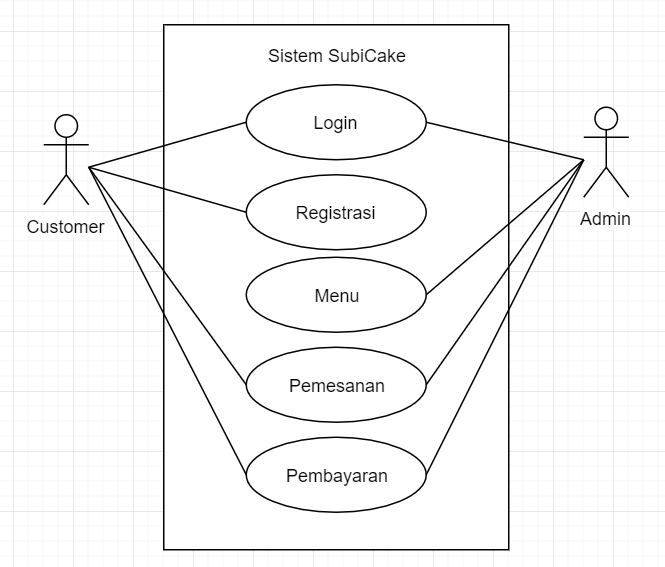 Sistem SubiCake
Login
Registrasi
Menu
Pemesanan
Pembayaran
Customer
Admin